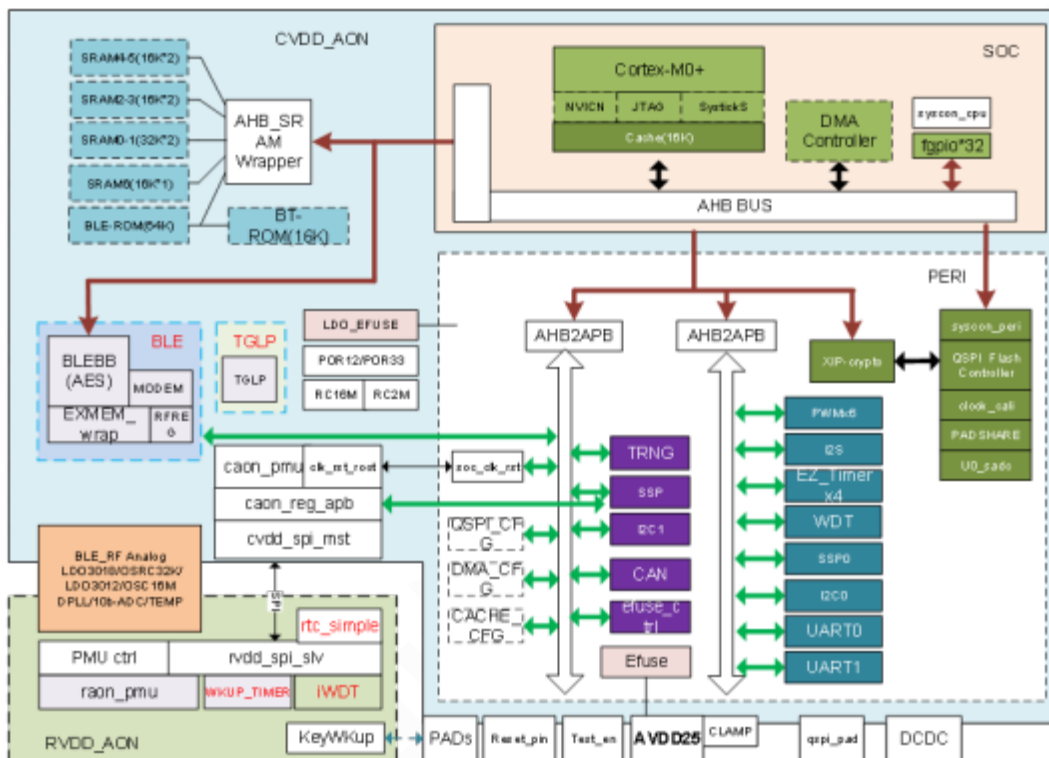 CVDD_AON
SOC
SRAM4-5(16K*2)
SRAM2-3(16K*2)
SRAM0-1(32K*2)
SRAM6(16K*1)
BLE-ROM(64K)
BT-
ROM(16K)
AHB_SR
AM
Wrapper
Cortex-M0+
NVICN
JTAG
SystickS
Cache(16K)
DMA
Controller
syscon_cpu
fgpio*32
AHB BUS
PERI
BLE
BLEBB
(AES)
MODEM
EXMEM_
wrap
RFRE
G
TGLP
TGLP
LDO_EFUSE
POR12/POR33
RC16M
RC2M
AHB2APB
AHB2APB
XIP-crypto
syscon_peri
QSPI Flash
Controller
clock_cali
PADSHARE
U0_sadc
caon_pmu
clk_rst_root
soc_clk_rst
caon_reg_apb
cvdd_spi_mst
QSPI_CF
G
DMA_CF
G
CACRE_
CFG
TRNG
SSP
I2C1
CAN
efuse_c
trl
Efuse
PWMx6
I2S
EZ_Timer
x4
WDT
SSP0
I2C0
UART0
UART1
BLE_RF Analog
LDO3018/OSRC32K/
LDO3012/OSC16M
DPLL/10b-ADC/TEMP
SPI
rtc_simple
PMU ctrl
rvdd_spi_slv
raon_pmu
WKUP_TIMER
iWDT
RVDD_AON
KeyWKup
PADs
Reset_pin
Test_en
AVDD25
CLAMP
qspi_pad
DCDC